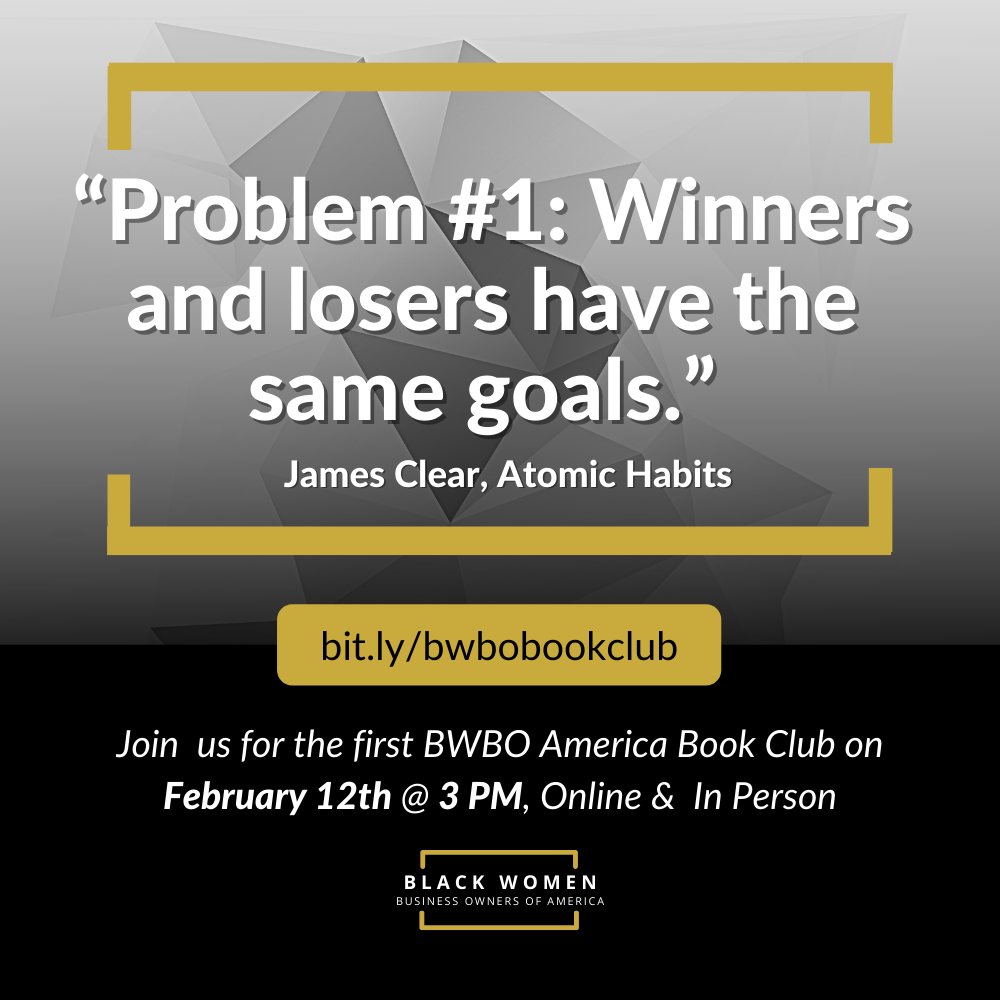 “Problem #1: Winners
and losers have the
same goals.”
James Clear, Atomic Habits
bit.ly/bwbobookclub
Join us for the first BWBO America Book Club on
February 12th @ 3 PM, Online & In Person
BLACK WOMEN
BUSINESS OWNERS OF AMERICA